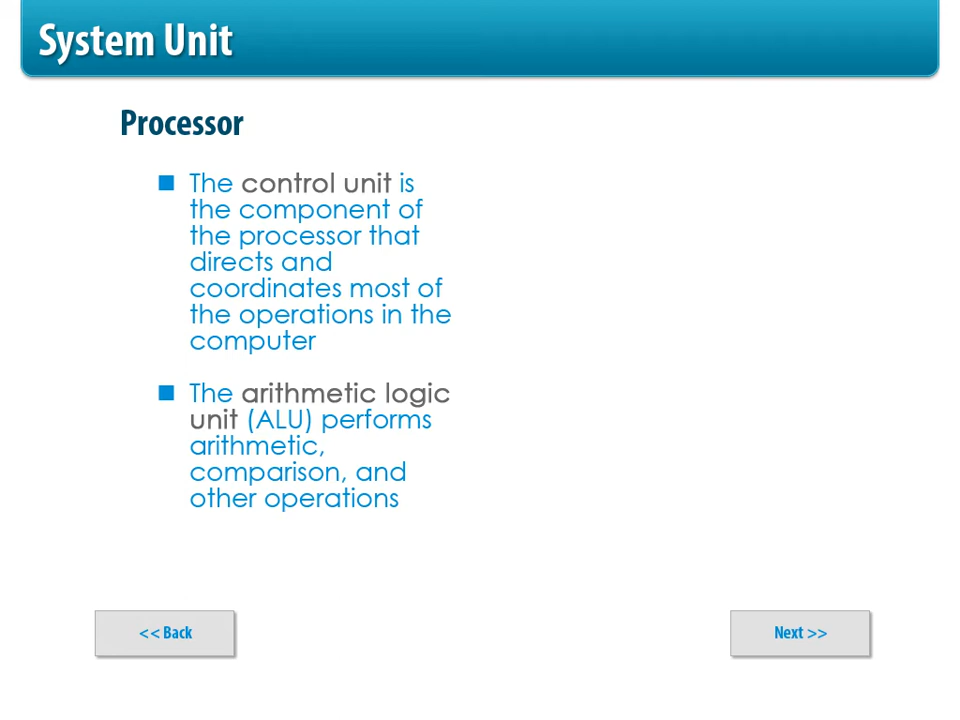 System Unit
Processor
The control unit is
the component of
the processor that
directs and
coordinates most of
the operations in the
computer
The arithmetic logic
unit (ALU) performs
arithmetic,
comparison, and
other operations
<< Back
Next >>